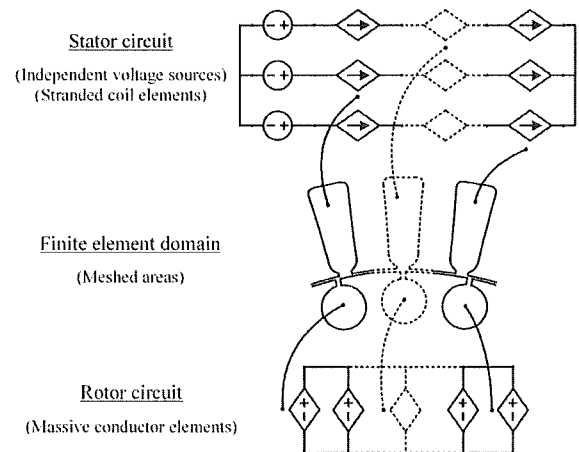 Stator circuit
(Independent voltage sources)
(Stranded coil elements)
Finite element domain
(Meshed areas)
Rotor circuit
(Massive conductor elements)